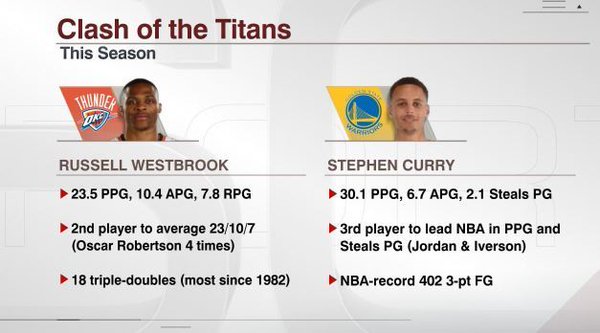 Clash of the Titans
This Season
THUNDER
OKC
WARRIORS
RUSSELL WESTBROOK
23.5 PPG, 10.4 APG, 7.8 RPG
2nd player to average 23/10/7
(Oscar Robertson 4 times)
18 triple-doubles (most since 1982)
STEPHEN CURRY
30.1 PPG, 6.7 APG, 2.1 Steals PG
3rd player to lead NBA in PPG and
Steals PG (Jordan & Iverson)
NBA-record 402 3-pt FG